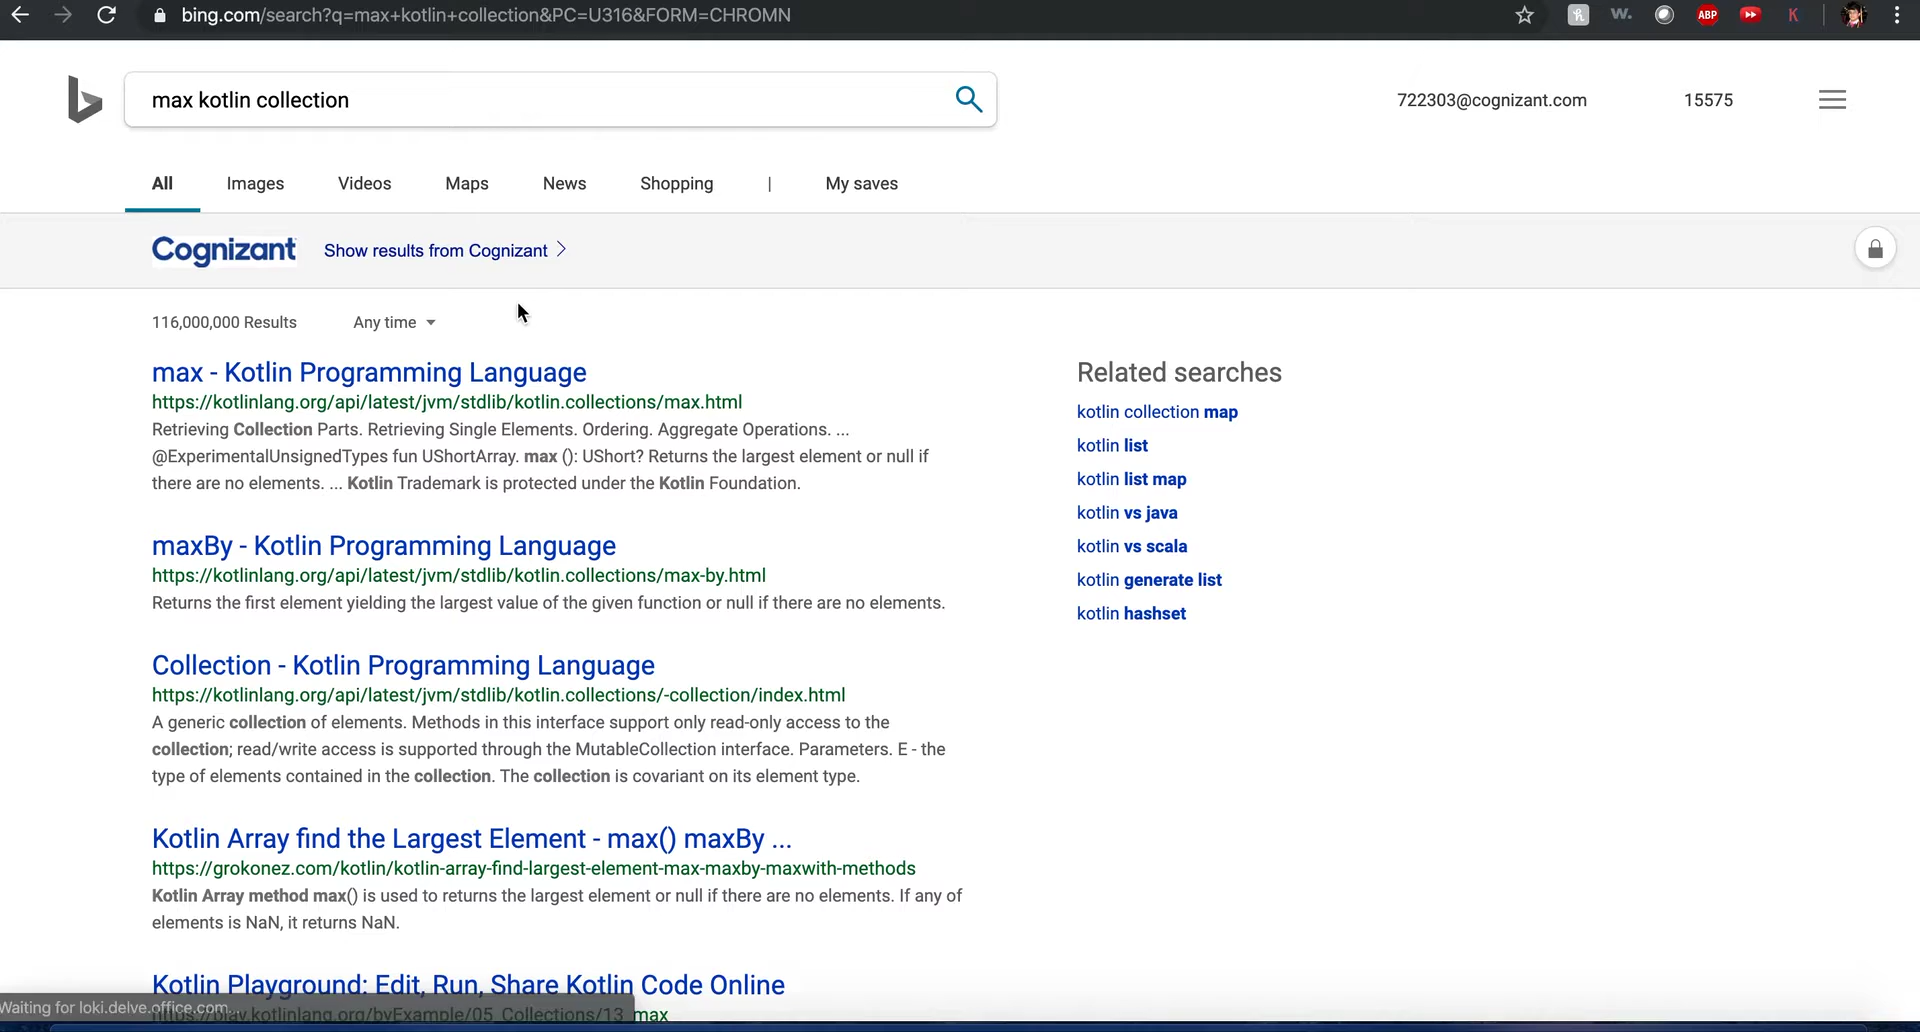 bing.com/search?q=max+kotlin+collection&PC=U316&FORM=CHROMN
W.
ABP
K
max kotlin collection
722303@cognizant.com
15575
All
Images
Videos
Maps
News
Shopping
|
My saves
Cognizant
Show results from Cognizant >
116,000,000 Results
Any time
max - Kotlin Programming Language
https://kotlinlang.org/api/latest/jvm/stdlib/kotlin.collections/max.html
Retrieving Collection Parts. Retrieving Single Elements. Ordering. Aggregate Operations. ...
@ExperimentalUnsignedTypes fun UShortArray. max (): UShort? Returns the largest element or null if
there are no elements. ... Kotlin Trademark is protected under the Kotlin Foundation.
maxBy - Kotlin Programming Language
https://kotlinlang.org/api/latest/jvm/stdlib/kotlin.collections/max-by.html
Returns the first element yielding the largest value of the given function or null if there are no elements.
Collection - Kotlin Programming Language
https://kotlinlang.org/api/latest/jvm/stdlib/kotlin.collections/-collection/index.html
A generic collection of elements. Methods in this interface support only read-only access to the
collection; read/write access is supported through the MutableCollection interface. Parameters. E - the
type of elements contained in the collection. The collection is covariant on its element type.
Kotlin Array find the Largest Element - max() maxBy ...
https://grokonez.com/kotlin/kotlin-array-find-largest-element-max-maxby-maxwith-methods
Kotlin Array method max() is used to returns the largest element or null if there are no elements. If any of
elements is NaN, it returns NaN.
Kotlin Playground: Edit, Run, Share Kotlin Code Online
https://play.kotlinlang.org/byExample/05_Collections/13_max
Waiting for loki.delve.office.com...
Related searches
kotlin collection map
kotlin list
kotlin list map
kotlin vs java
kotlin vs scala
kotlin generate list
kotlin hashset